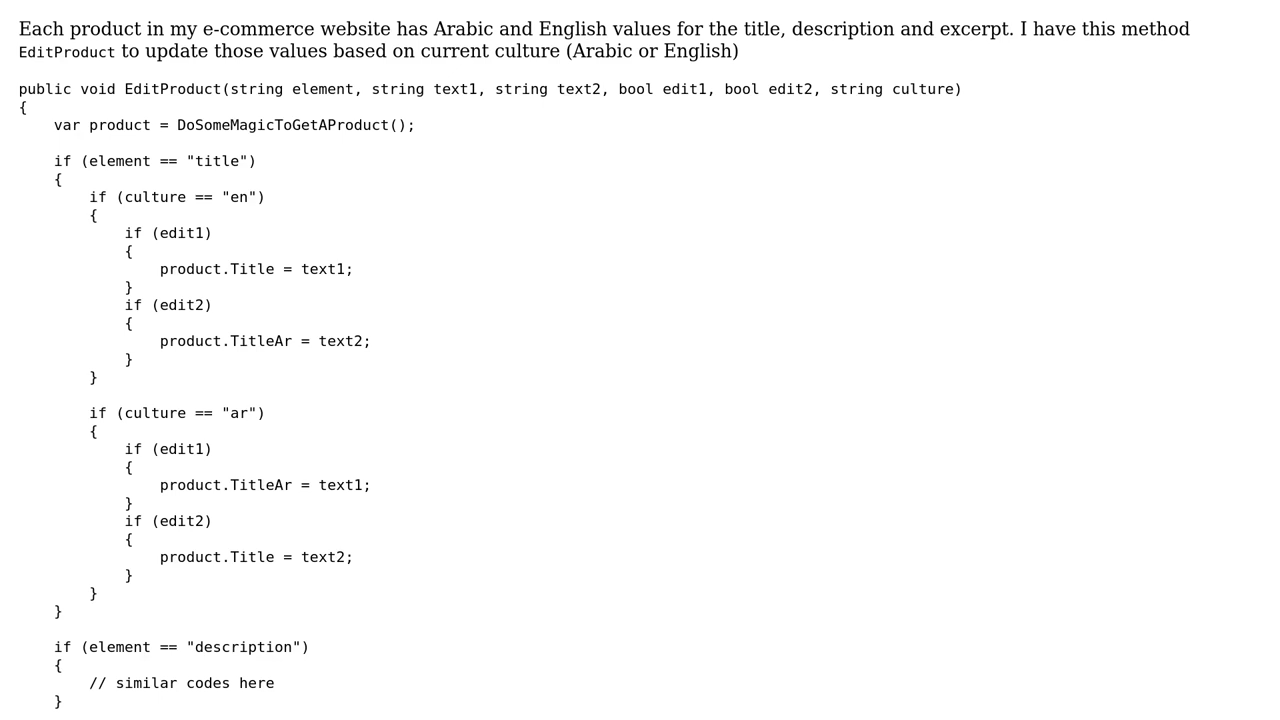 Each product in my e-commerce website has Arabic and English values for the title, description and excerpt. I have this method
EditProduct to update those values based on current culture (Arabic or English)
public void EditProduct(string element, string text1, string text2, bool edit1, bool edit2, string culture)
{
    var product = DoSomeMagicToGetAProduct();
    if (element == "title")
    {
        if (culture == "en")
        {
            if (edit1)
            {
                product.Title = text1;
            }
            if (edit2)
            {
                product.TitleAr = text2;
            }
        }
        if (culture == "ar")
        {
            if (edit1)
            {
                product.TitleAr = text1;
            }
            if (edit2)
            {
                product.Title = text2;
            }
        }
    }
    if (element == "description")
    {
        // similar codes here
    }